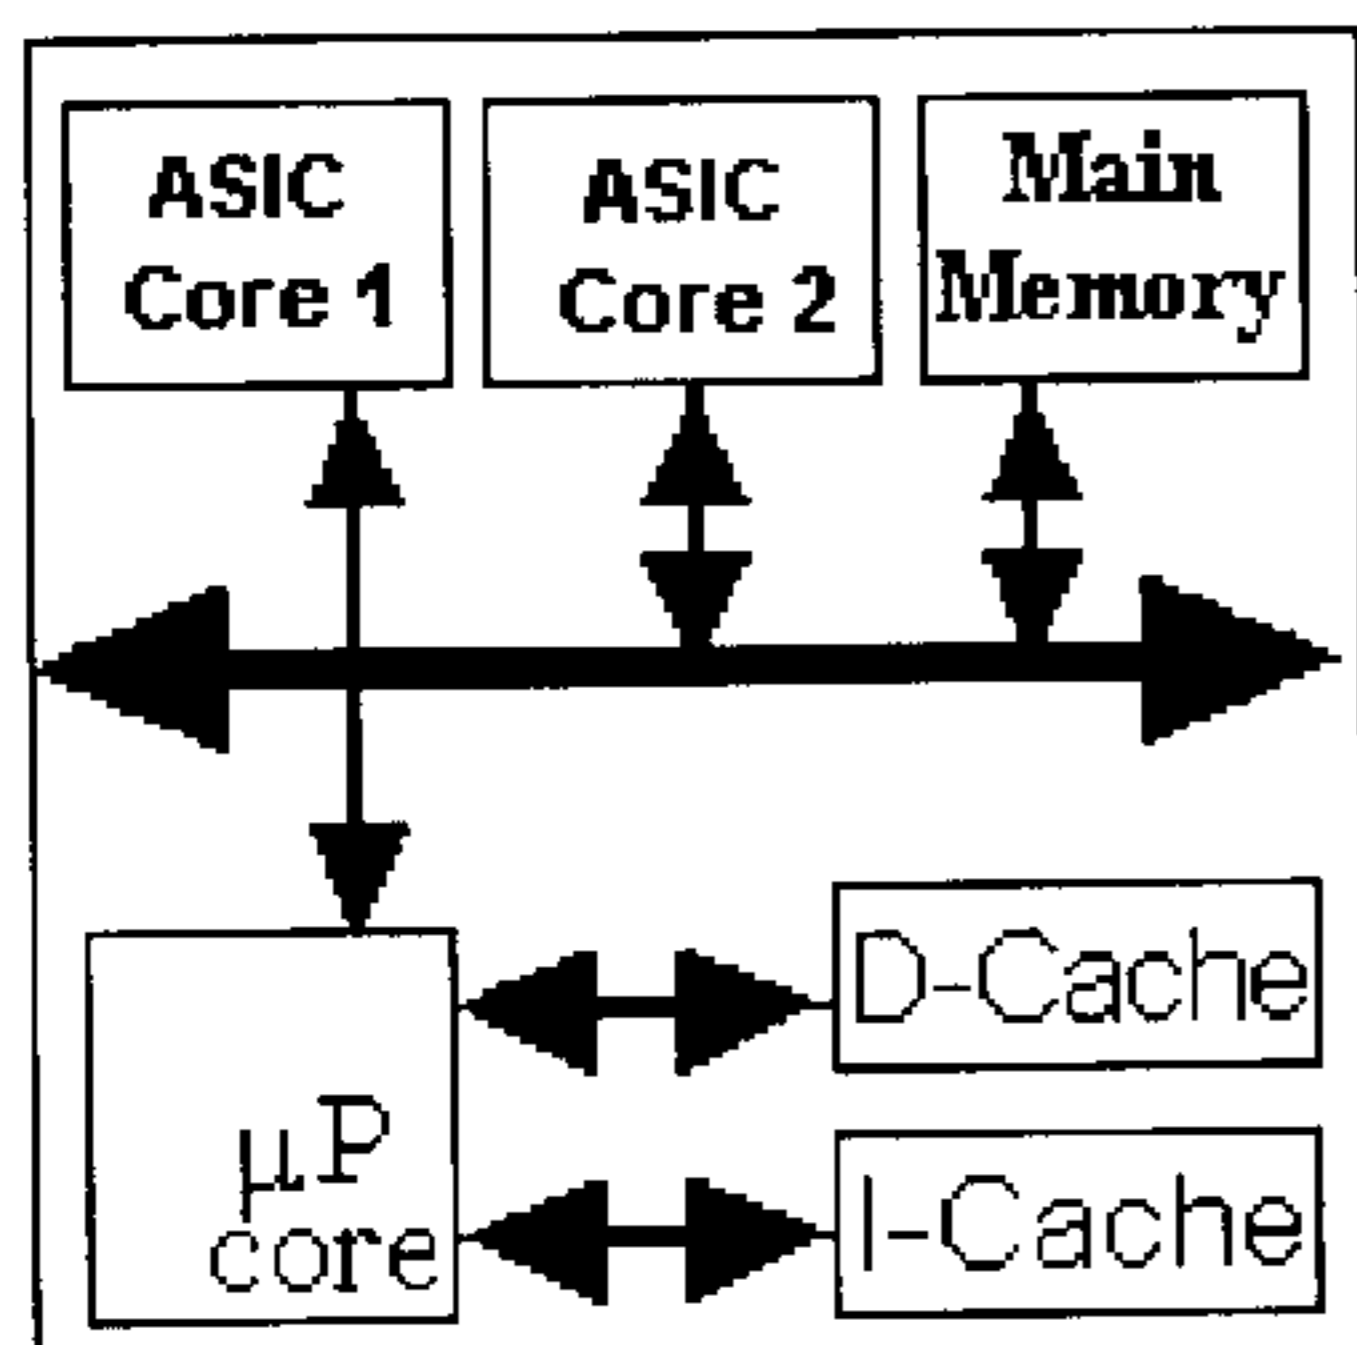 ASIC
Core 1
ASIC
Core 2
Main
Memory
D-Cache
μP
core
I-Cache